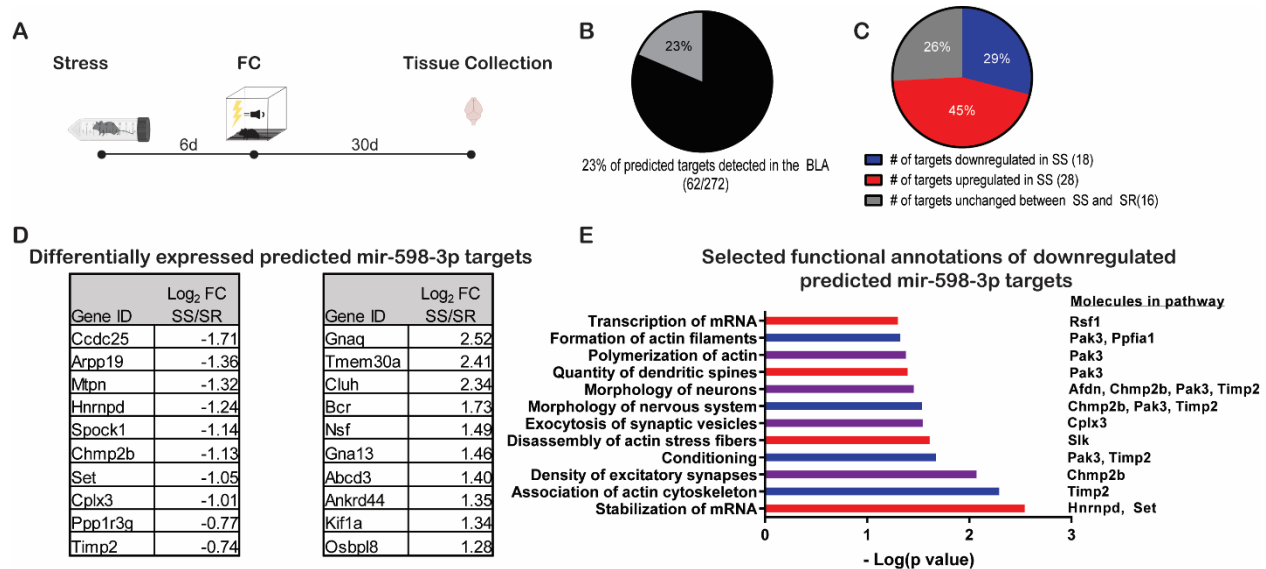 A
Stress
FC
Tissue Collection
6d
30d
B
23%
23% of predicted targets detected in the BLA
(62/272)
C
26%
29%
45%
# of targets downregulated in SS (18)
# of targets upregulated in SS (28)
# of targets unchanged between SS and SR(16)
D
Differentially expressed predicted mir-598-3p targets
Gene ID Log2 FC SS/SR
Ccdc25 -1.71
Arpp19 -1.36
Mtpn -1.32
Hnrnpd -1.24
Spock1 -1.14
Chmp2b -1.13
Set -1.05
Cplx3 -1.01
Ppp1r3g -0.77
Timp2 -0.74
Gene ID Log2 FC SS/SR
Gnaq 2.52
Tmem30a 2.41
Cluh 2.34
Bcr 1.73
Nsf 1.49
Gna13 1.46
Abcd3 1.40
Ankrd44 1.35
Kif1a 1.34
Osbpl8 1.28
E
Selected functional annotations of downregulated
predicted mir-598-3p targets
Molecules in pathway
Transcription of mRNA Rsf1
Formation of actin filaments Pak3, Ppfia1
Polymerization of actin Pak3
Quantity of dendritic spines Pak3
Morphology of neurons Afdn, Chmp2b, Pak3, Timp2
Morphology of nervous system Chmp2b, Pak3, Timp2
Exocytosis of synaptic vesicles Cplx3
Disassembly of actin stress fibers Slk
Conditioning Pak3, Timp2
Density of excitatory synapses Chmp2b
Association of actin cytoskeleton Timp2
Stabilization of mRNA Hnrnpd, Set
0 1 2 3
- Log(p value)